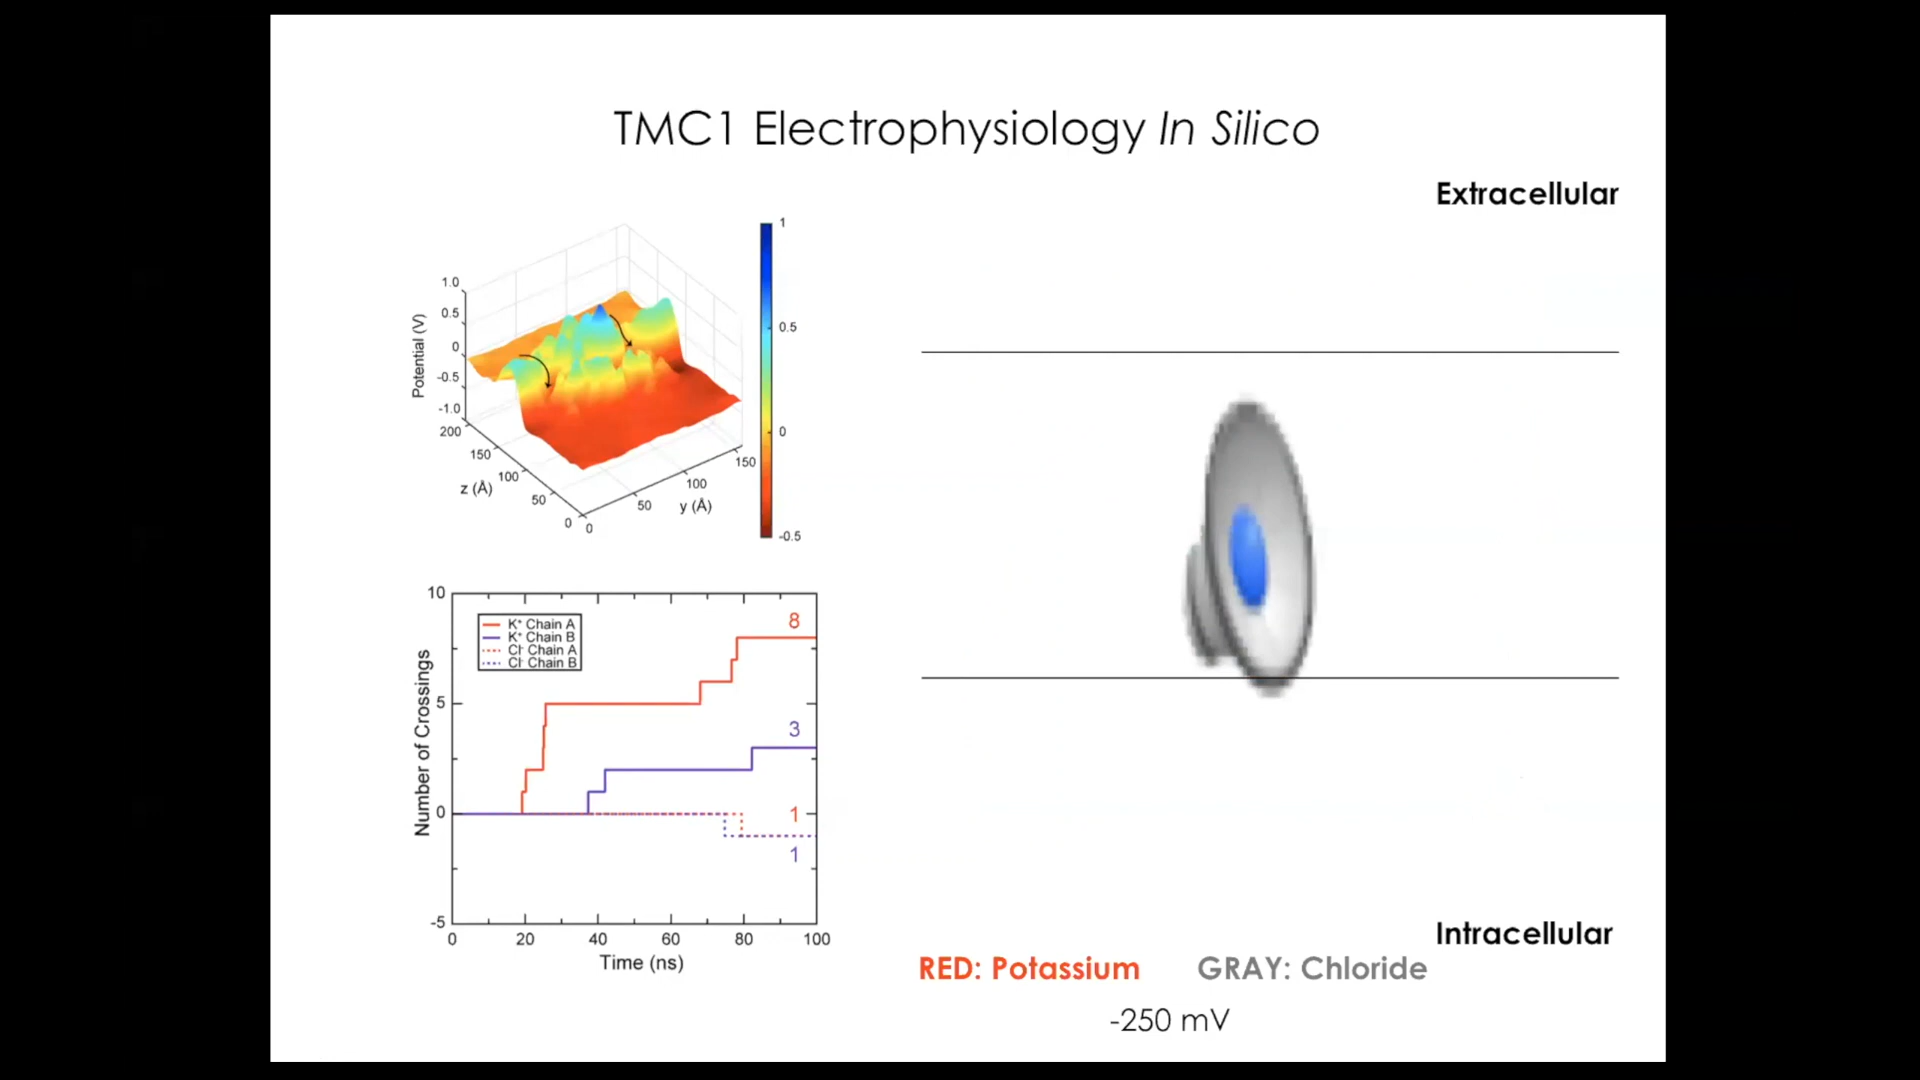 TMC1 Electrophysiology In Silico
Extracellular
1
0.5
0
-0.5
Potential (V)
1.0
0.5
0
-0.5
-1.0
200
150
100
50
0
z (Å)
0
50
100
150
y (Å)
10
5
0
-5
Number of Crossings
K⁺ Chain A
K⁺ Chain B
Cl⁻ Chain A
Cl⁻ Chain B
8
3
1
1
0 20 40 60 80 100
Time (ns)
Intracellular
RED: Potassium GRAY: Chloride
-250 mV